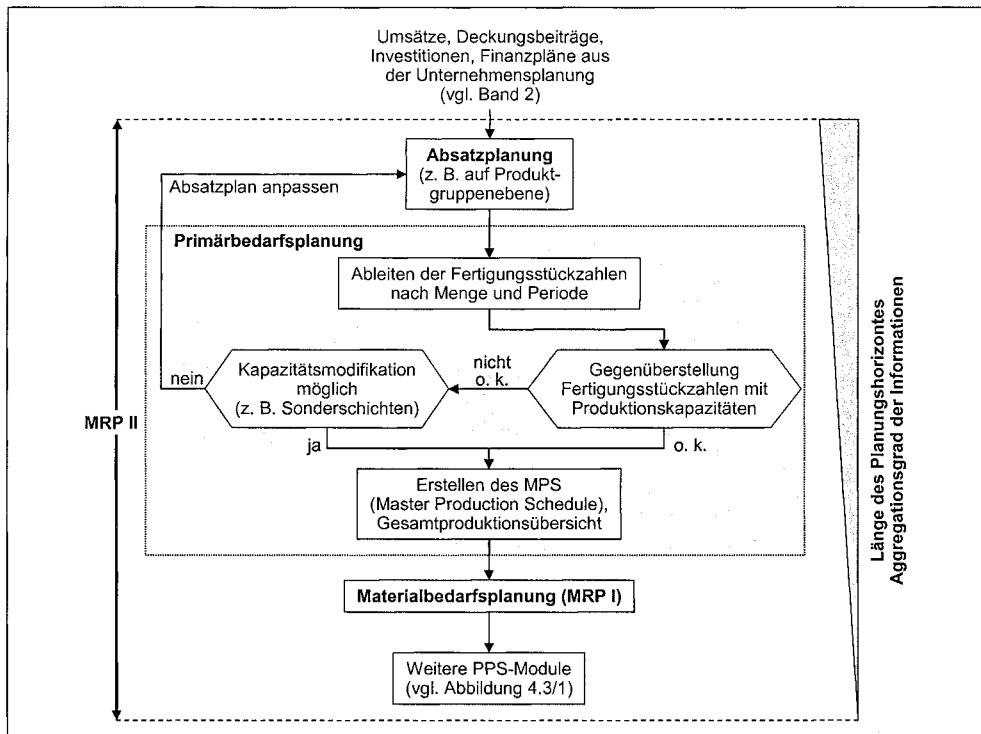 Umsätze, Deckungsbeiträge,
Investitionen, Finanzpläne aus
der Unternehmensplanung
(vgl. Band 2)
Absatzplanung
(z. B. auf Produkt-
gruppenebene)
Absatzplan anpassen
Primärbedarfsplanung
Ableiten der Fertigungsstückzahlen
nach Menge und Periode
nein
Kapazitätsmodifikation
möglich
(z. B. Sonderschichten)
nicht
o. k.
Gegenüberstellung
Fertigungsstückzahlen mit
Produktionskapazitäten
MRP II
ja
o. k.
Erstellen des MPS
(Master Production Schedule),
Gesamtproduktionsübersicht
Materialbedarfsplanung (MRP I)
Weitere PPS-Module
(vgl. Abbildung 4.3/1)
Länge des Planungshorizontes
Aggregationsgrad der Informationen